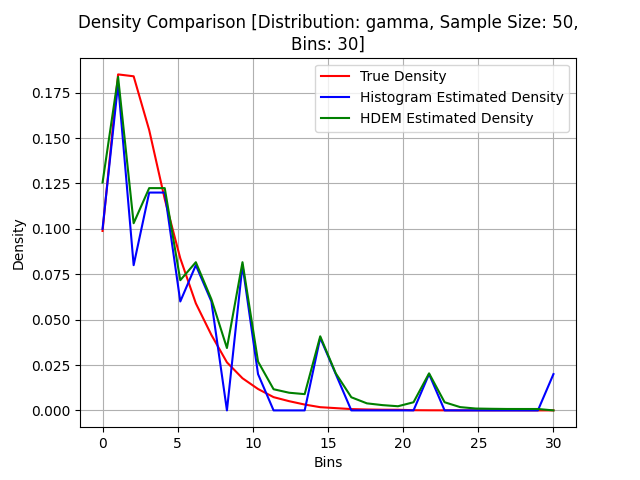 Density Comparison [Distribution: gamma, Sample Size: 50,
Bins: 30]
True Density
Histogram Estimated Density
HDEM Estimated Density
Density
0.175
0.150
0.125
0.100
0.075
0.050
0.025
0.000
0 5 10 15 20 25 30
Bins